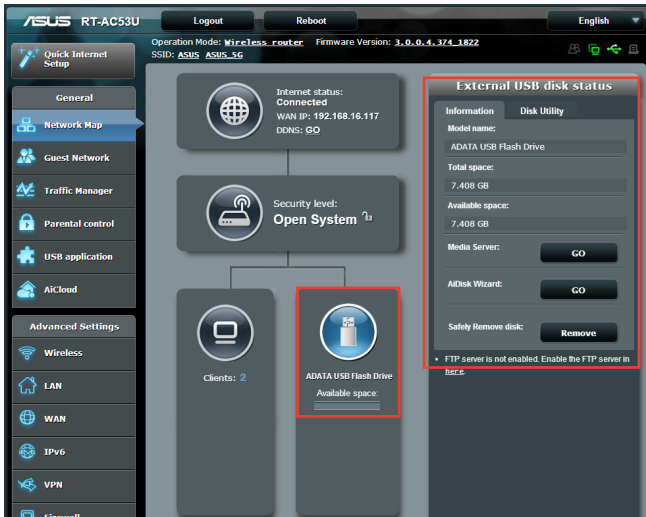 ASUS RT-AC53U
Logout
Reboot
English
Quick Internet
Setup
Operation Mode: Wireless router Firmware Version: 3.0.0.4.374_1822
SSID: ASUS ASUS_5G
General
Network Map
Guest Network
Traffic Manager
Parental control
USB application
AiCloud
Advanced Settings
Wireless
LAN
WAN
IPv6
VPN
Firewall
Internet status:
Connected
WAN IP: 192.168.16.117
DDNS: GO
Security level:
Open System
Clients: 2
ADATA USB Flash Drive
Available space:
External USB disk status
Information Disk Utility
Model name:
ADATA USB Flash Drive
Total space:
7.408 GB
Available space:
7.408 GB
Media Server: GO
AiDisk Wizard: GO
Safely Remove disk: Remove
• FTP server is not enabled. Enable the FTP server in
here.